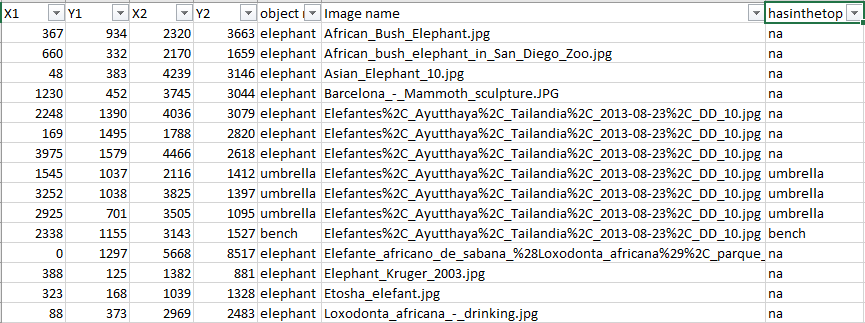 X1 Y1 X2 Y2 object n Image name hasinthetop
367 934 2320 3663 elephant African_Bush_Elephant.jpg na
660 332 2170 1659 elephant African_bush_elephant_in_San_Diego_Zoo.jpg na
48 383 4239 3146 elephant Asian_Elephant_10.jpg na
1230 452 3745 3044 elephant Barcelona_-_Mammoth_sculpture.JPG na
2248 1390 4036 3079 elephant Elefantes%2C_Ayutthaya%2C_Tailandia%2C_2013-08-23%2C_DD_10.jpg na
169 1495 1788 2820 elephant Elefantes%2C_Ayutthaya%2C_Tailandia%2C_2013-08-23%2C_DD_10.jpg na
3975 1579 4466 2618 elephant Elefantes%2C_Ayutthaya%2C_Tailandia%2C_2013-08-23%2C_DD_10.jpg na
1545 1037 2116 1412 umbrella Elefantes%2C_Ayutthaya%2C_Tailandia%2C_2013-08-23%2C_DD_10.jpg umbrella
3252 1038 3825 1397 umbrella Elefantes%2C_Ayutthaya%2C_Tailandia%2C_2013-08-23%2C_DD_10.jpg umbrella
2925 701 3505 1095 umbrella Elefantes%2C_Ayutthaya%2C_Tailandia%2C_2013-08-23%2C_DD_10.jpg umbrella
2338 1155 3143 1527 bench Elefantes%2C_Ayutthaya%2C_Tailandia%2C_2013-08-23%2C_DD_10.jpg bench
0 1297 5668 8517 elephant Elefante_africano_de_sabana_%28Loxodonta_africana%29%2C_parque_ na
388 125 1382 881 elephant Elephant_Kruger_2003.jpg na
323 168 1039 1328 elephant Etosha_elefant.jpg na
88 373 2969 2483 elephant Loxodonta_africana_-_drinking.jpg na